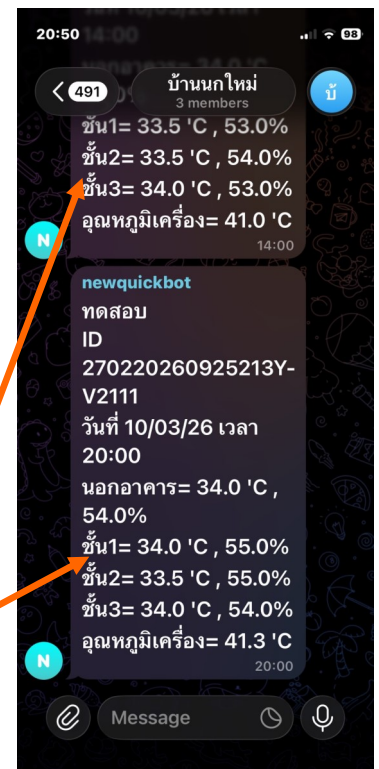 20:50
98
14:00
491
บ้านนกใหม่
3 members
บ้
ชั้น1= 33.5 'C , 53.0%
ชั้น2= 33.5 'C , 54.0%
ชั้น3= 34.0 'C , 53.0%
อุณหภูมิเครื่อง= 41.0 'C
N
14:00
newquickbot
ทดสอบ
ID
270220260925213Y-
V2111
วันที่ 10/03/26 เวลา
20:00
นอกอาคาร= 34.0 'C ,
54.0%
ชั้น1= 34.0 'C , 55.0%
ชั้น2= 33.5 'C , 55.0%
ชั้น3= 34.0 'C , 54.0%
อุณหภูมิเครื่อง= 41.3 'C
N
20:00
Message